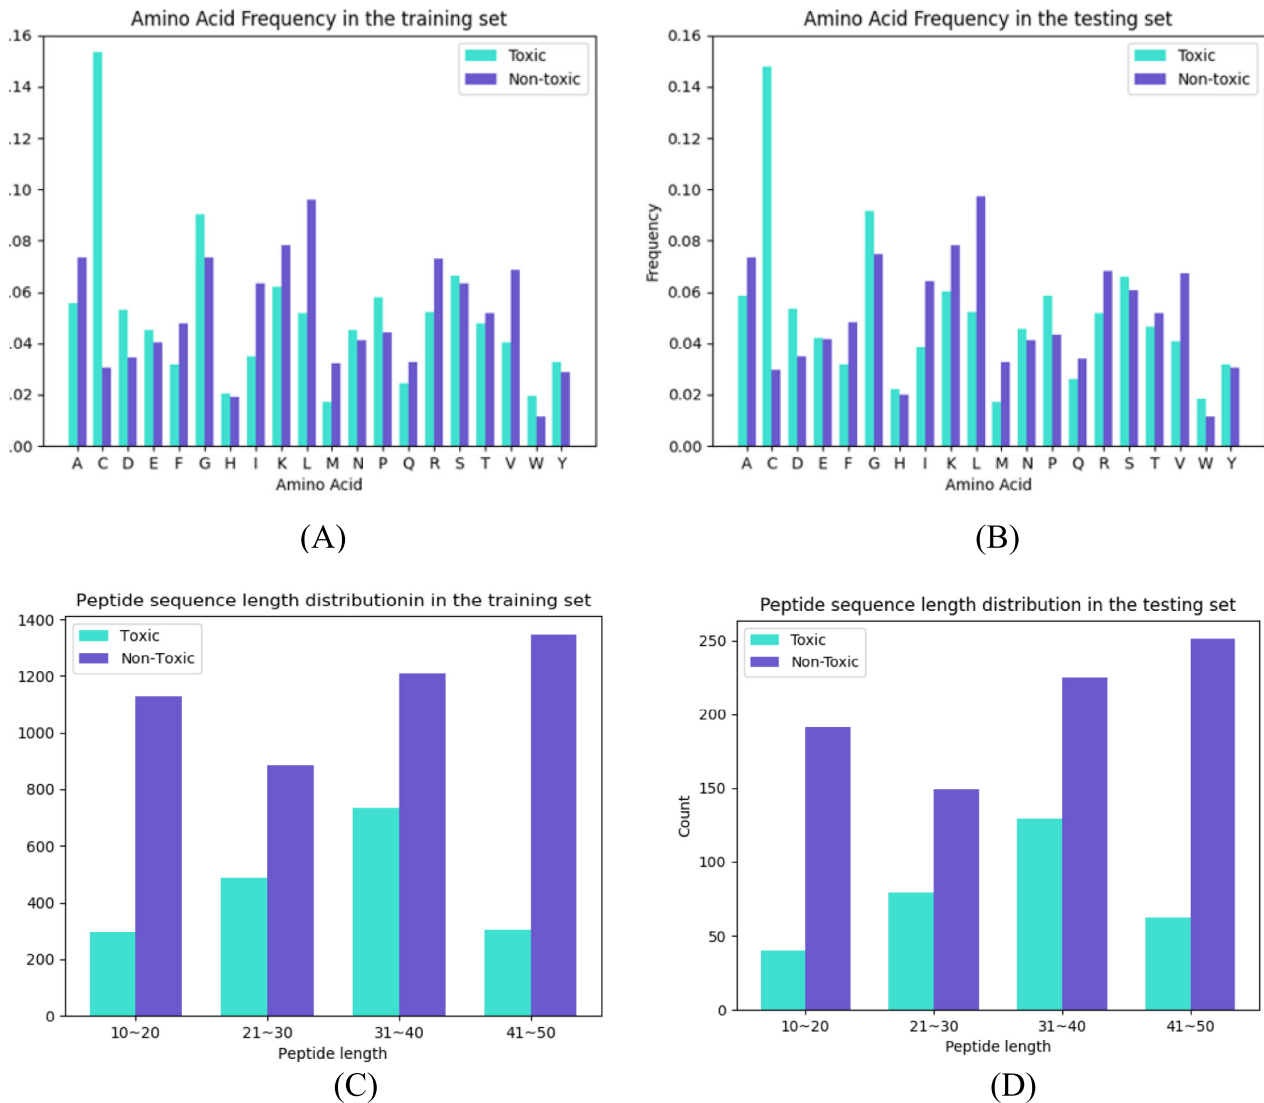 Amino Acid Frequency in the training set
.16
.14
.12
.10
.08
.06
.04
.02
.00
Toxic
Non-toxic
A C D E F G H I K L M N P Q R S T V W Y
Amino Acid
(A)
Amino Acid Frequency in the testing set
0.16
0.14
0.12
0.10
0.08
0.06
0.04
0.02
0.00
Frequency
Toxic
Non-toxic
A C D E F G H I K L M N P Q R S T V W Y
Amino Acid
(B)
Peptide sequence length distributionin in the training set
1400
1200
1000
800
600
400
200
0
Toxic
Non-Toxic
10~20 21~30 31~40 41~50
Peptide length
(C)
Peptide sequence length distribution in the testing set
250
200
150
100
50
0
Count
Toxic
Non-Toxic
10~20 21~30 31~40 41~50
Peptide length
(D)